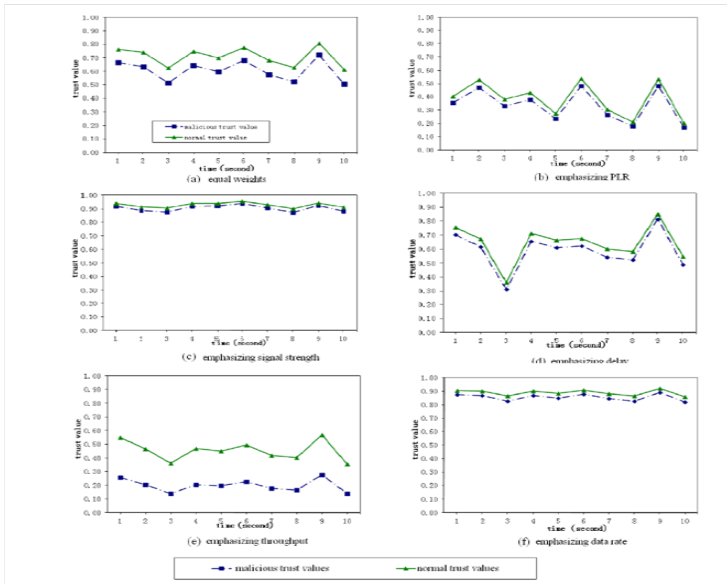 1.00
0.90
0.80
0.70
0.60
0.50
0.40
0.30
0.20
0.10
0.00
trust value
malicious trust value
normal trust value
1 2 3 4 5 6 7 8 9 10
time (second)
(a) equal weights
1.00
0.90
0.80
0.70
0.60
0.50
0.40
0.30
0.20
0.10
0.00
trust value
1 2 3 4 5 6 7 8 9 10
time (second)
(b) emphasizing PLR
1.00
0.90
0.80
0.70
0.60
0.50
0.40
0.30
0.20
0.10
0.00
trust value
1 2 3 4 5 6 7 8 9 10
time (second)
(c) emphasizing signal strength
1.00
0.90
0.80
0.70
0.60
0.50
0.40
0.30
0.20
0.10
0.00
trust value
1 2 3 4 5 6 7 8 9 10
time (second)
(d) emphasizing delay
1.00
0.90
0.80
0.70
0.60
0.50
0.40
0.30
0.20
0.10
0.00
trust value
1 2 3 4 5 6 7 8 9 10
time (second)
(e) emphasizing throughput
1.00
0.90
0.80
0.70
0.60
0.50
0.40
0.30
0.20
0.10
0.00
trust value
1 2 3 4 5 6 7 8 9 10
time (second)
(f) emphasizing data rate
malicious trust values
normal trust values